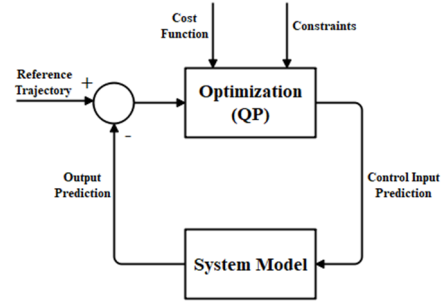 Cost
Function
Constraints
Reference
Trajectory
+
Optimization
(QP)
-
Output
Prediction
Control Input
Prediction
System Model